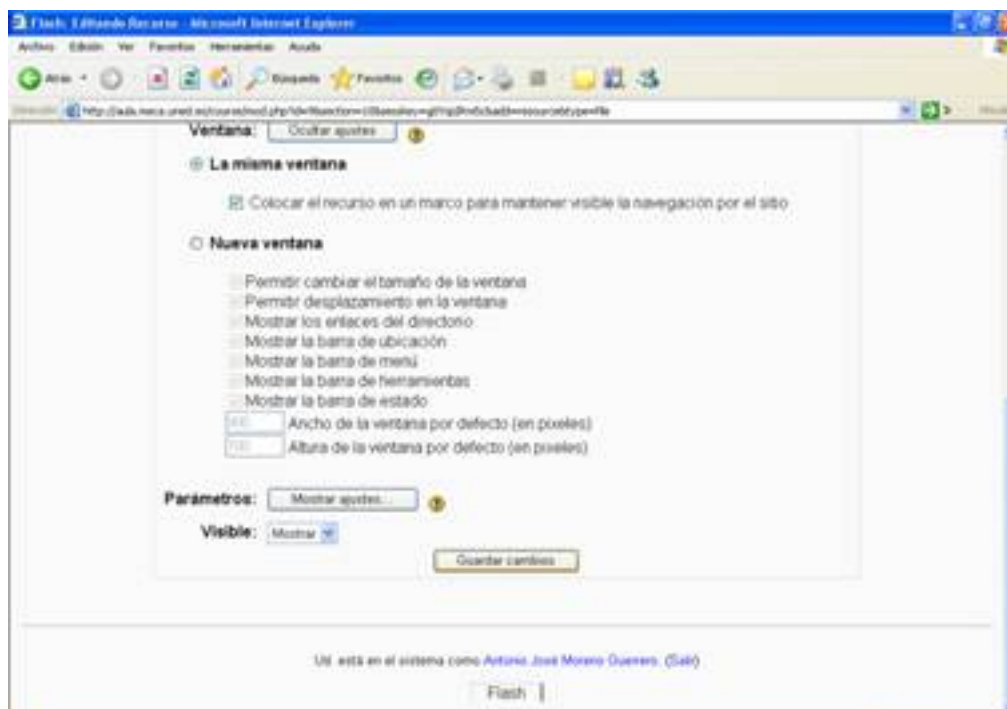 Flash: Editando Recurso - Microsoft Internet Explorer
Archivo Edición Ver Favoritos Herramientas Ayuda
Atrás Búsqueda Favoritos
Ventana: Ocultar ajustes
La misma ventana
Colocar el recurso en un marco para mantener visible la navegación por el sitio
Nueva ventana
Permitir cambiar el tamaño de la ventana
Permitir desplazamiento en la ventana
Mostrar los enlaces del directorio
Mostrar la barra de ubicación
Mostrar la barra de menú
Mostrar la barra de herramientas
Mostrar la barra de estado
Ancho de la ventana por defecto (en pixeles)
Altura de la ventana por defecto (en pixeles)
Parámetros: Mostrar ajustes...
Visible: Mostrar
Guardar cambios
Ud. está en el sistema como Antonio José Moreno Guerrero. (Salir)
Flash